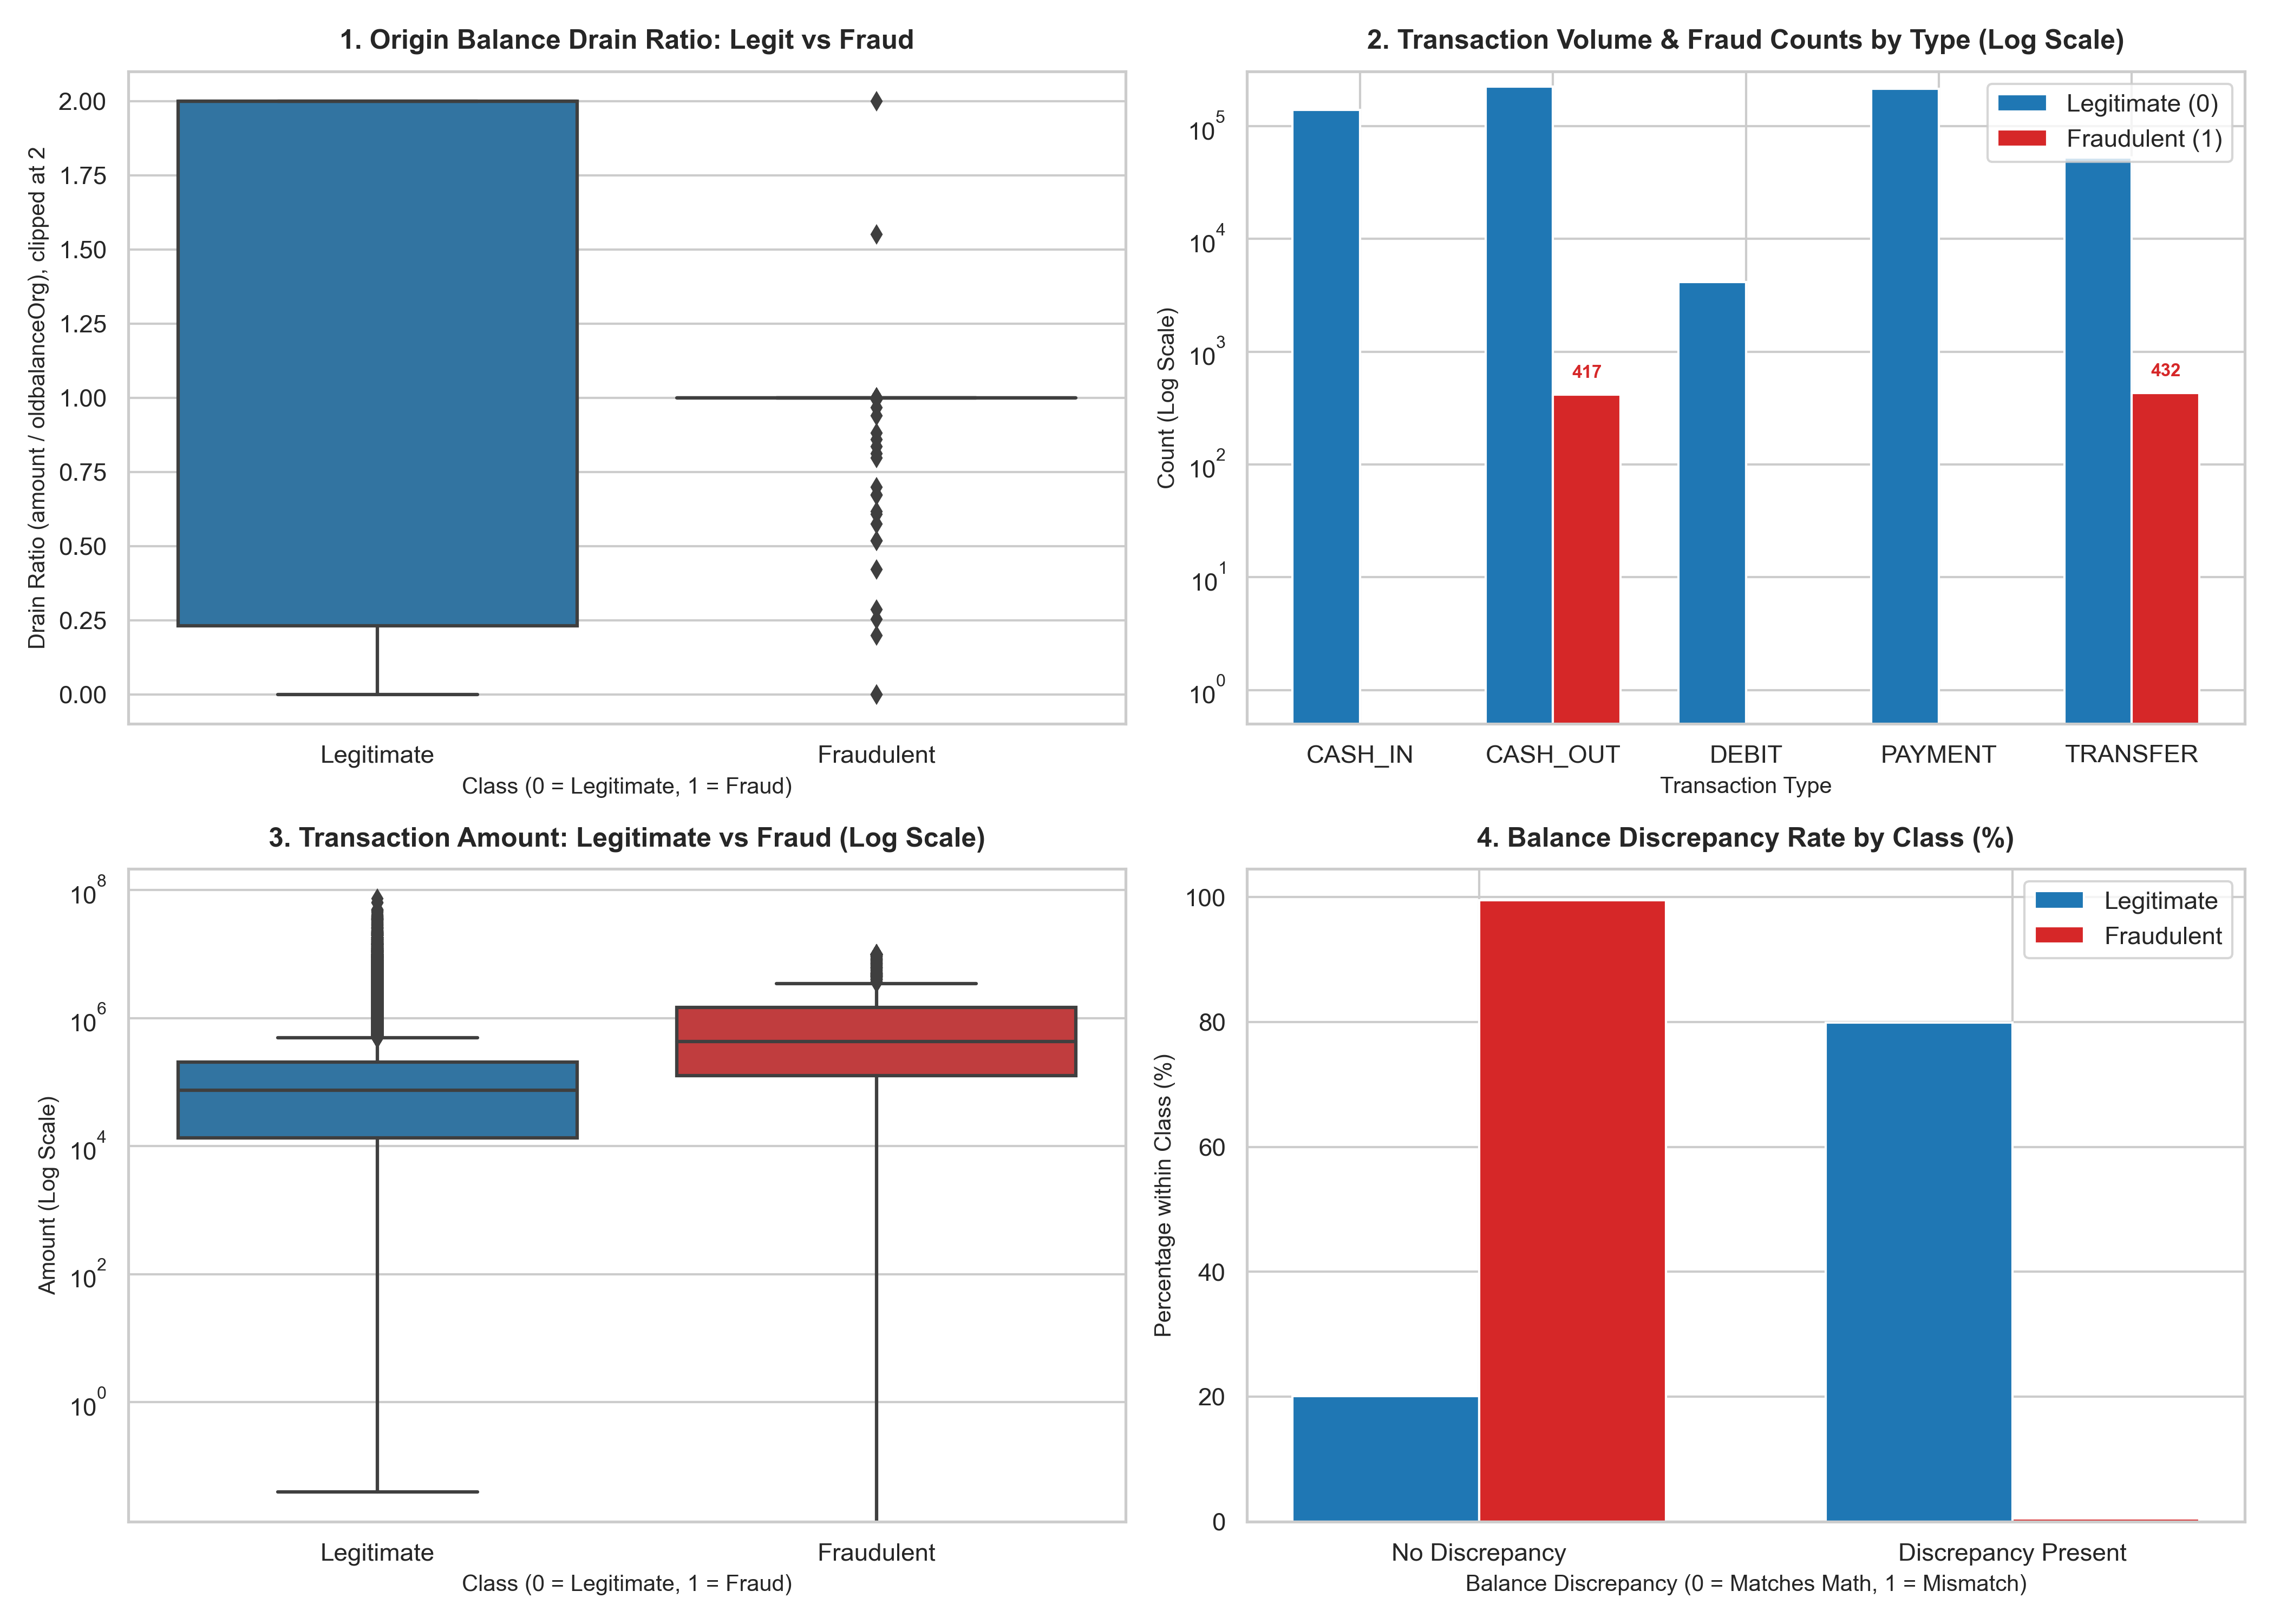 1. Origin Balance Drain Ratio: Legit vs Fraud
Drain Ratio (amount / oldbalanceOrg), clipped at 2
2.00
1.75
1.50
1.25
1.00
0.75
0.50
0.25
0.00
Legitimate
Fraudulent
Class (0 = Legitimate, 1 = Fraud)
2. Transaction Volume & Fraud Counts by Type (Log Scale)
Legitimate (0)
Fraudulent (1)
Count (Log Scale)
10^5
10^4
10^3
10^2
10^1
10^0
417
432
CASH_IN
CASH_OUT
DEBIT
PAYMENT
TRANSFER
Transaction Type
3. Transaction Amount: Legitimate vs Fraud (Log Scale)
Amount (Log Scale)
10^8
10^6
10^4
10^2
10^0
Legitimate
Fraudulent
Class (0 = Legitimate, 1 = Fraud)
4. Balance Discrepancy Rate by Class (%)
Legitimate
Fraudulent
Percentage within Class (%)
100
80
60
40
20
0
No Discrepancy
Discrepancy Present
Balance Discrepancy (0 = Matches Math, 1 = Mismatch)